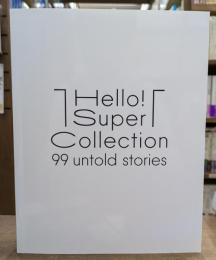 Hello!
Super
Collection
99 untold stories